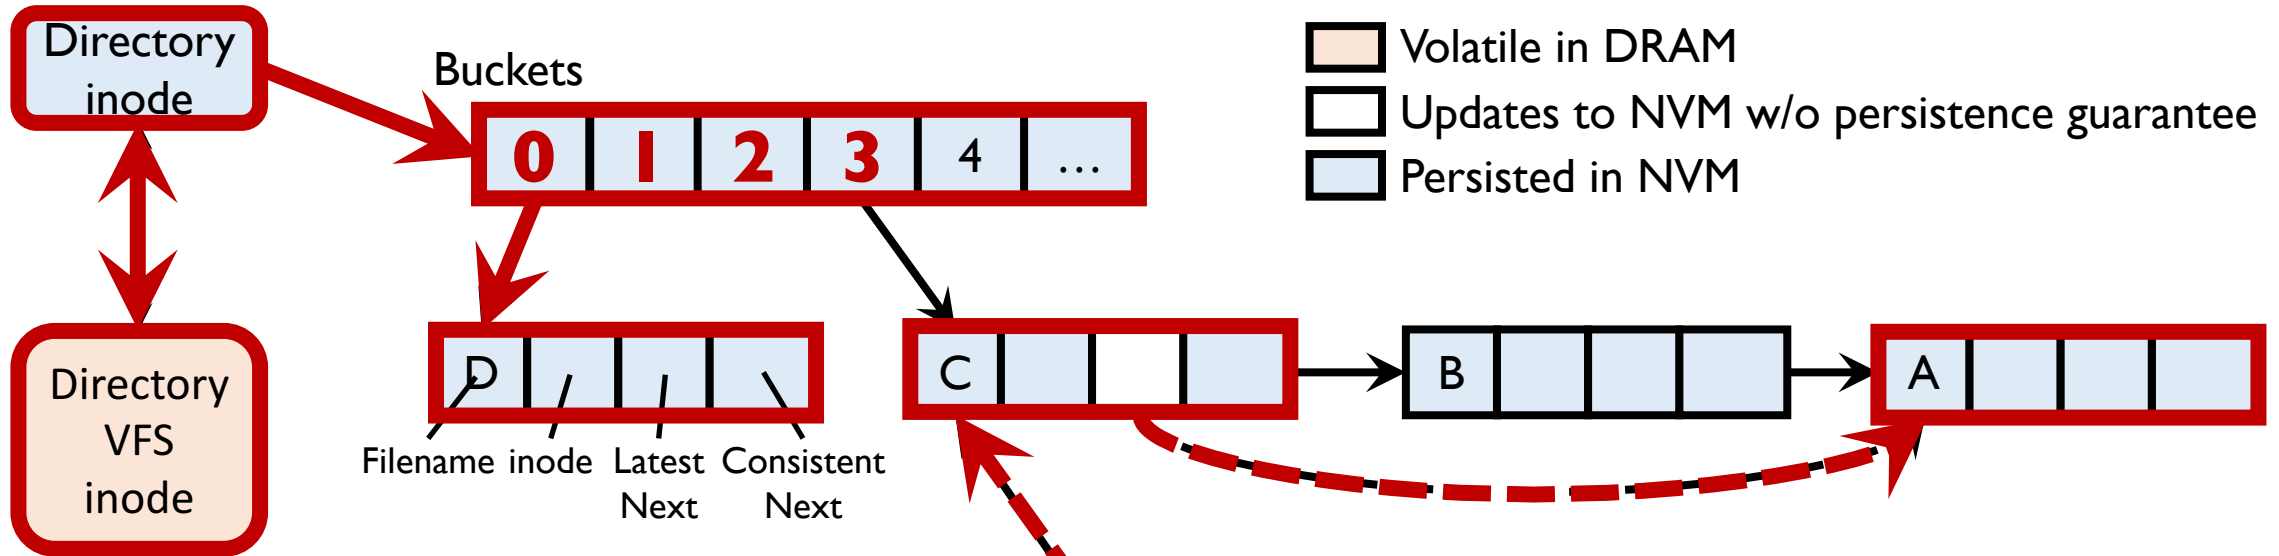 Directory
inode
Buckets
0 1 2 3 4 ...
Volatile in DRAM
Updates to NVM w/o persistence guarantee
Persisted in NVM
Directory
VFS
inode
D
C
B
A
Filename inode Latest Consistent
Next Next